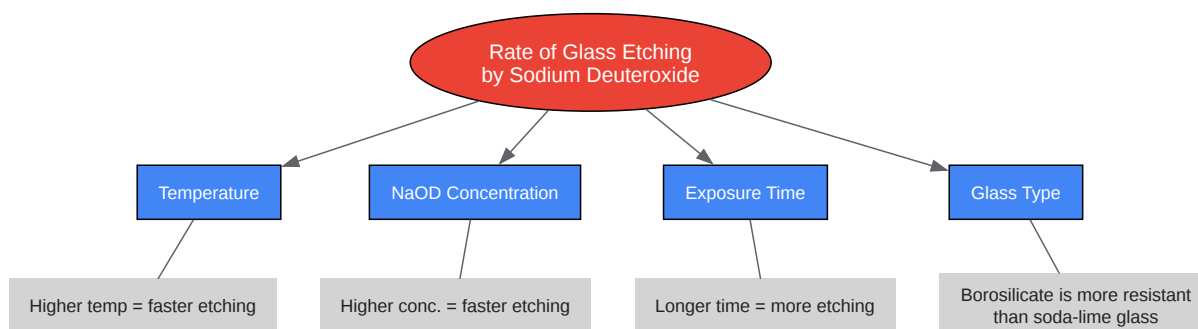 Rate of Glass Etching
by Sodium Deuteroxide
Temperature
NaOD Concentration
Exposure Time
Glass Type
Higher temp = faster etching
Higher conc. = faster etching
Longer time = more etching
Borosilicate is more resistant
than soda-lime glass